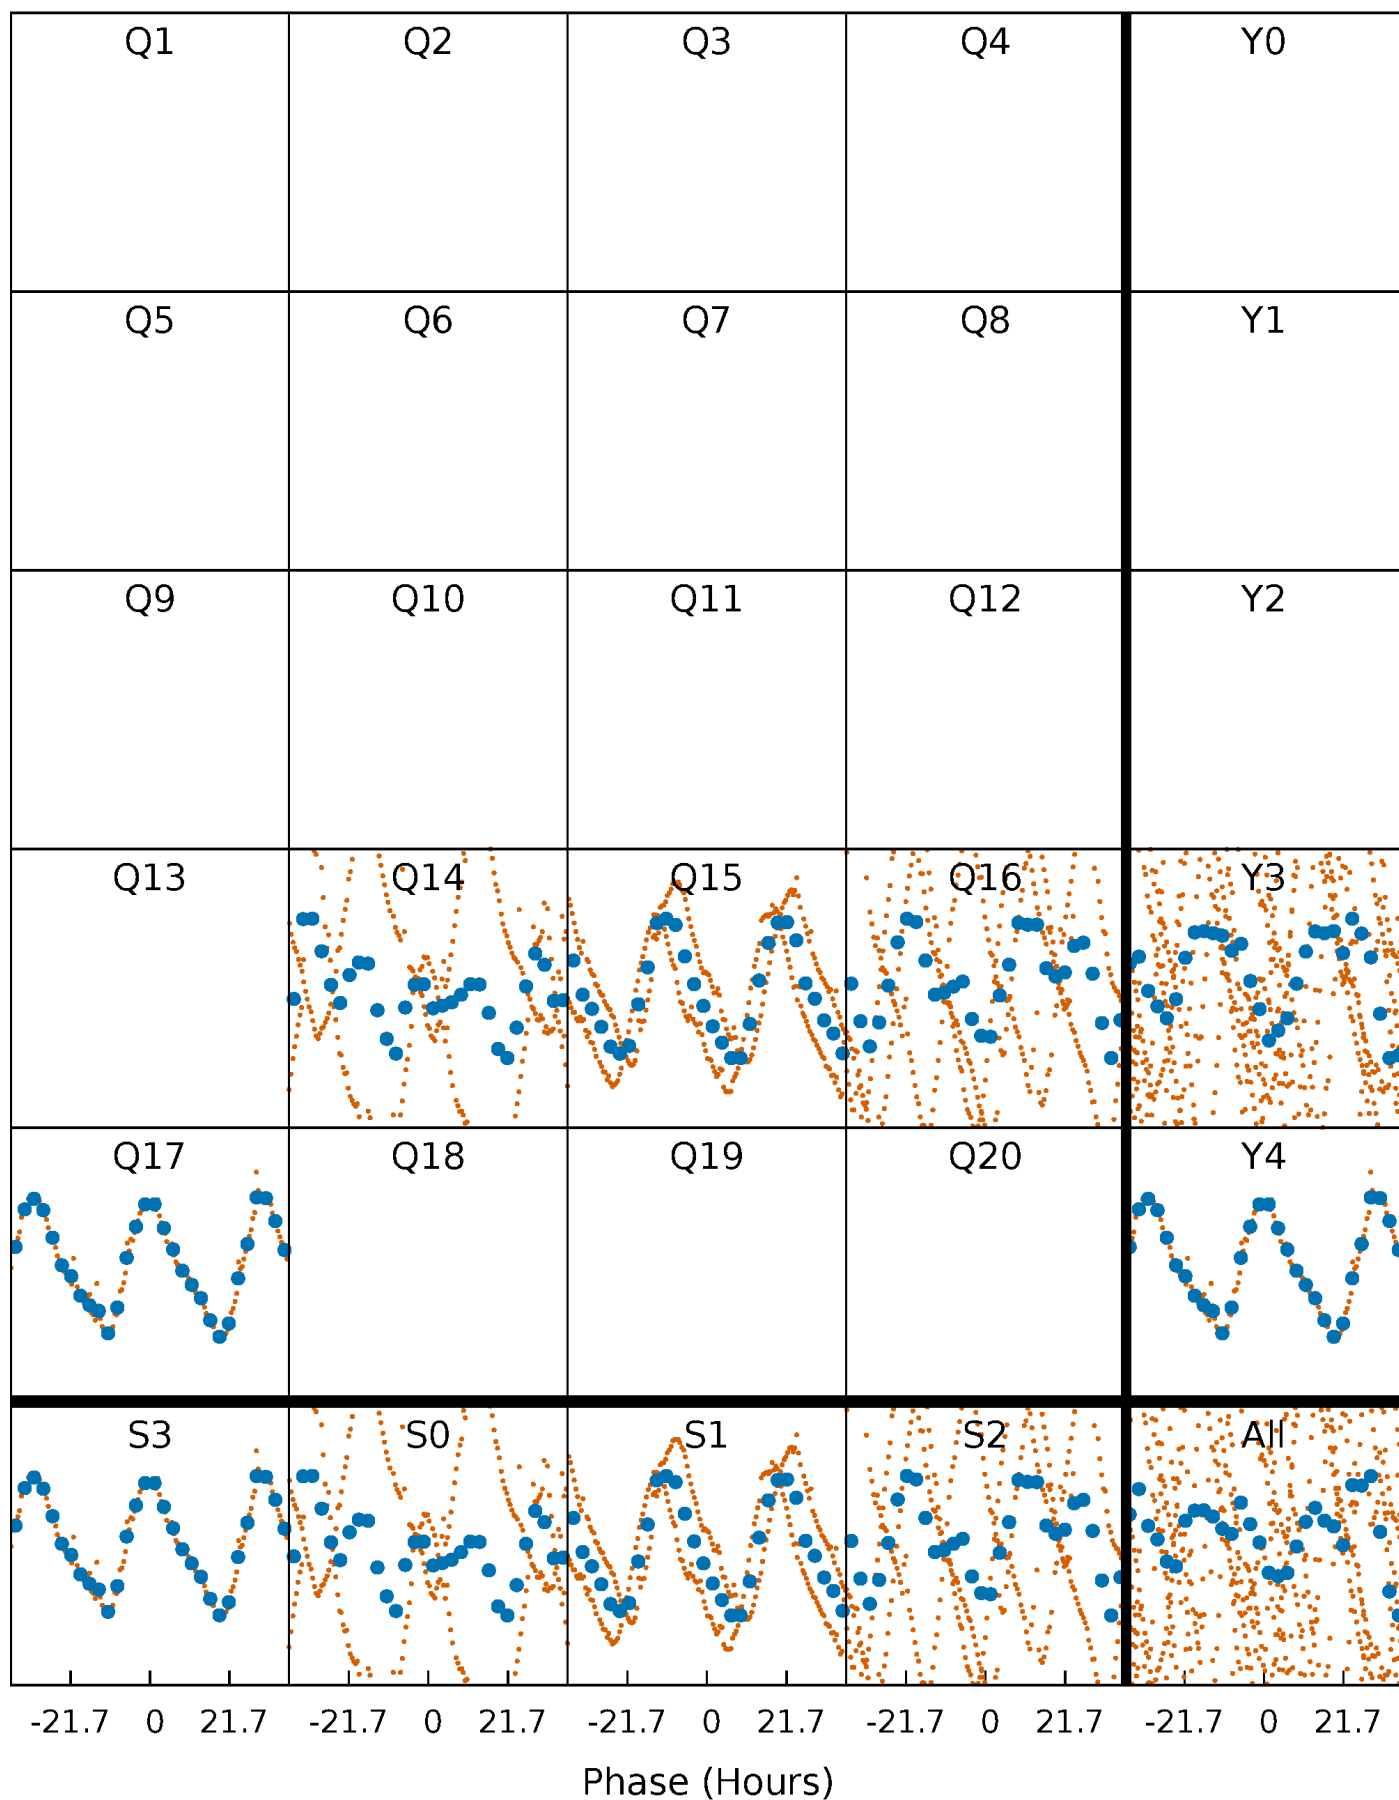 Q1 Q2 Q3 Q4 Y0
Q5 Q6 Q7 Q8 Y1
Q9 Q10 Q11 Q12 Y2
Q13 Q14 Q15 Q16 Y3
Q17 Q18 Q19 Q20 Y4
S3 S0 S1 S2 All
-21.7 0 21.7 -21.7 0 21.7 -21.7 0 21.7 -21.7 0 21.7 -21.7 0 21.7
Phase (Hours)